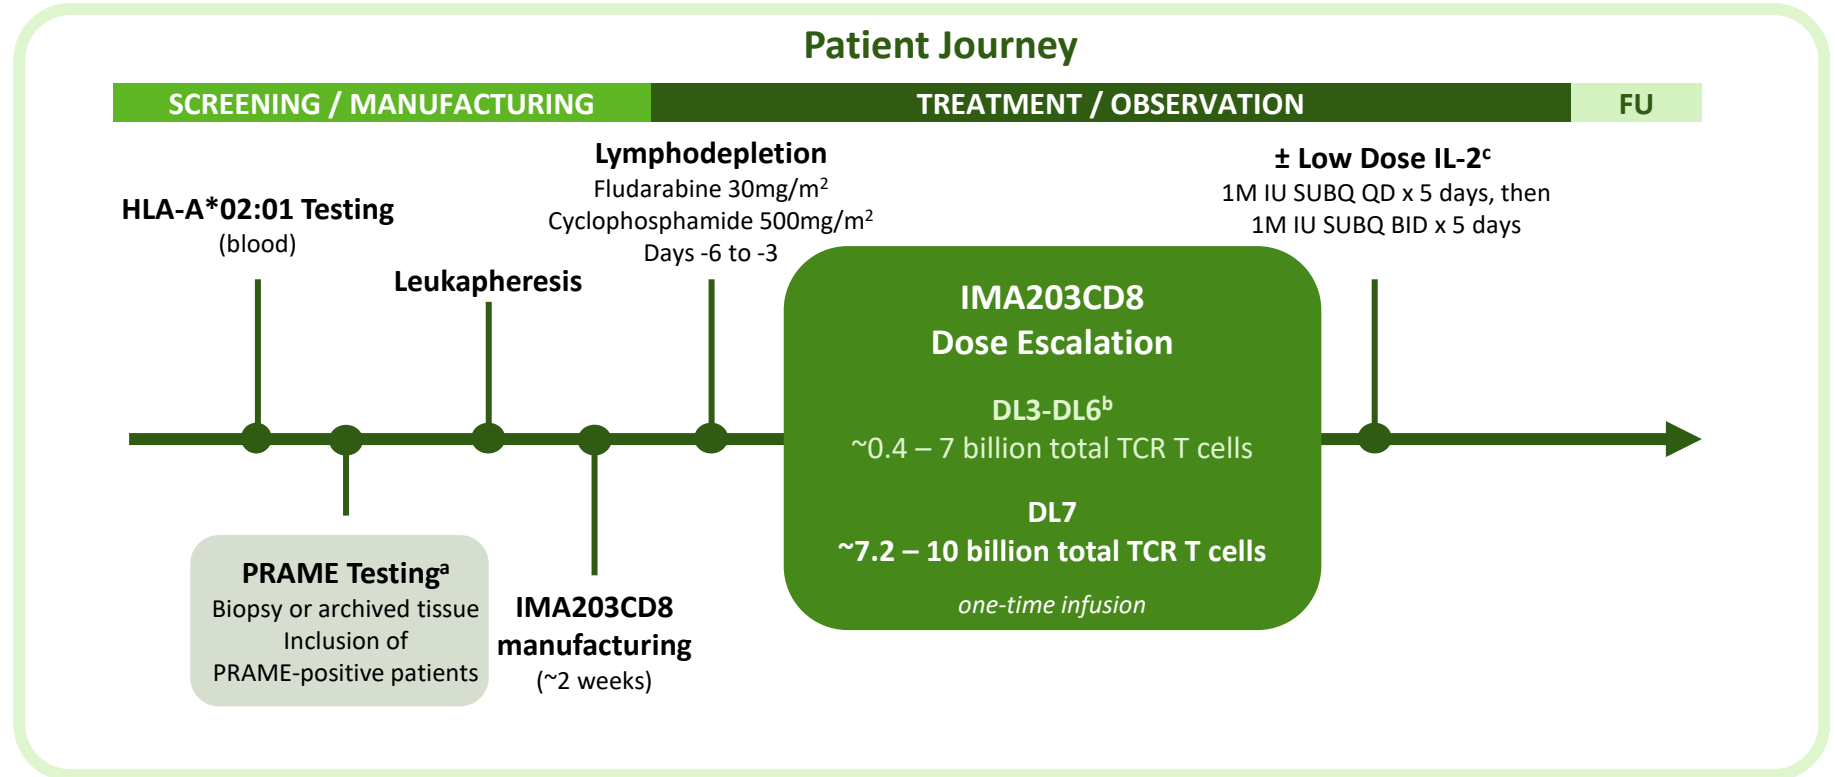 Patient Journey
SCREENING / MANUFACTURING
TREATMENT / OBSERVATION
FU
HLA-A*02:01 Testing
(blood)
PRAME Testingᵃ
Biopsy or archived tissue
Inclusion of
PRAME-positive patients
Leukapheresis
IMA203CD8
manufacturing
(~2 weeks)
Lymphodepletion
Fludarabine 30mg/m²
Cyclophosphamide 500mg/m²
Days -6 to -3
IMA203CD8
Dose Escalation
DL3-DL6ᵇ
~0.4 – 7 billion total TCR T cells
DL7
~7.2 – 10 billion total TCR T cells
one-time infusion
± Low Dose IL-2ᶜ
1M IU SUBQ QD x 5 days, then
1M IU SUBQ BID x 5 days